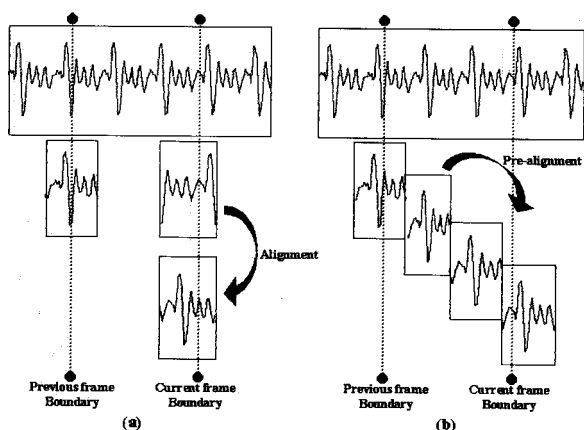 Alignment
Previous frame
Boundary
Current frame
Boundary
(a)
Pre-alignment
Previous frame
Boundary
Current frame
Boundary
(b)